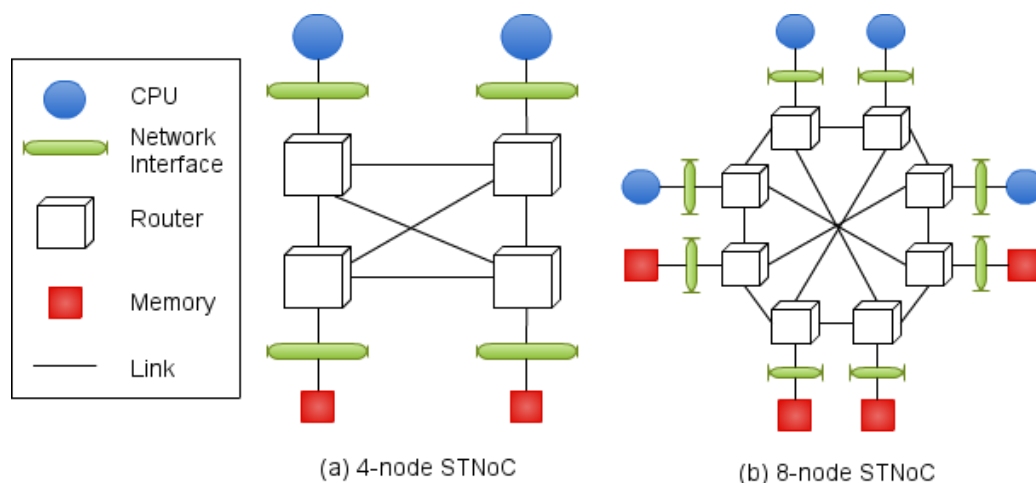 CPU
Network
Interface
Router
Memory
Link
(a) 4-node STNoC
(b) 8-node STNoC